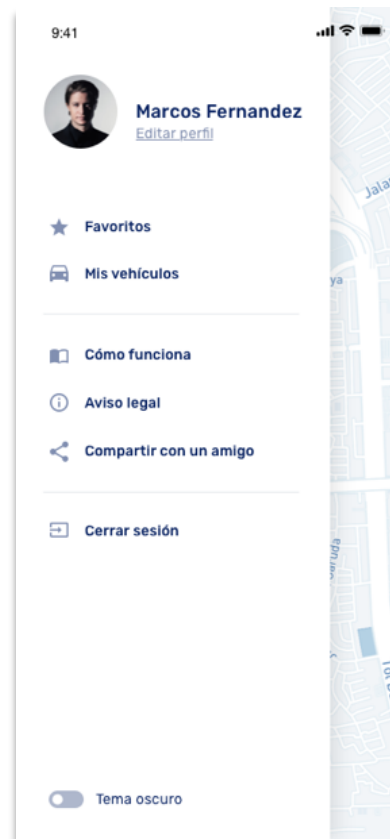 9:41
Marcos Fernandez
Editar perfil
Favoritos
Mis vehículos
Cómo funciona
Aviso legal
Compartir con un amigo
Cerrar sesión
Tema oscuro